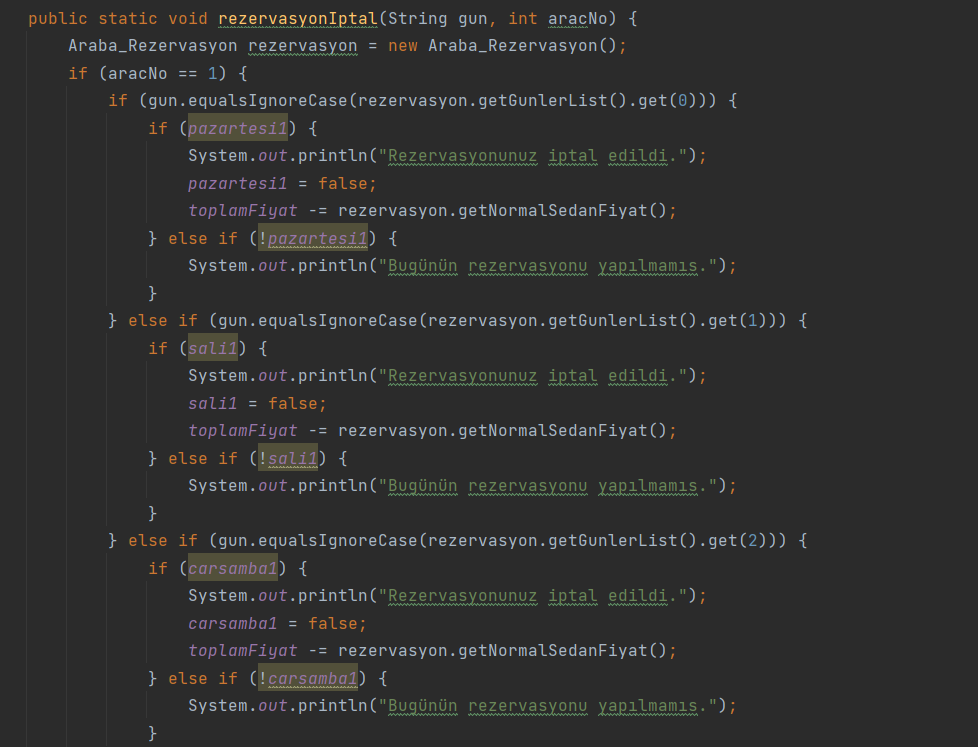 public static void rezervasyonIptal(String gun, int aracNo) {
    Araba_Rezervasyon rezervasyon = new Araba_Rezervasyon();
    if (aracNo == 1) {
        if (gun.equalsIgnoreCase(rezervasyon.getGunlerList().get(0))) {
            if (pazartesi1) {
                System.out.println("Rezervasyonunuz iptal edildi.");
                pazartesi1 = false;
                toplamFiyat -= rezervasyon.getNormalSedanFiyat();
            } else if (!pazartesi1) {
                System.out.println("Bugünün rezervasyonu yapılmamıs.");
            }
        } else if (gun.equalsIgnoreCase(rezervasyon.getGunlerList().get(1))) {
            if (sali1) {
                System.out.println("Rezervasyonunuz iptal edildi.");
                sali1 = false;
                toplamFiyat -= rezervasyon.getNormalSedanFiyat();
            } else if (!sali1) {
                System.out.println("Bugünün rezervasyonu yapılmamıs.");
            }
        } else if (gun.equalsIgnoreCase(rezervasyon.getGunlerList().get(2))) {
            if (carsamba1) {
                System.out.println("Rezervasyonunuz iptal edildi.");
                carsamba1 = false;
                toplamFiyat -= rezervasyon.getNormalSedanFiyat();
            } else if (!carsamba1) {
                System.out.println("Bugünün rezervasyonu yapılmamıs.");
            }